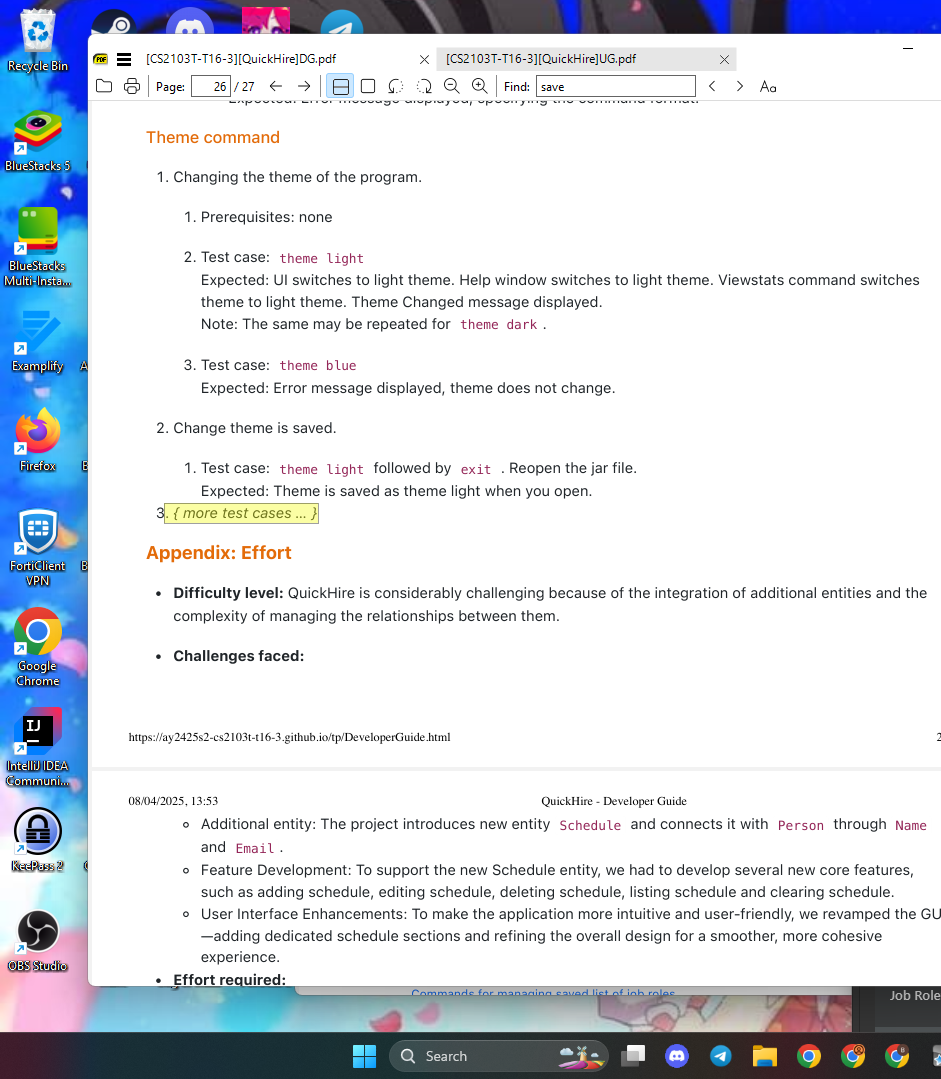 Recycle Bin
BlueStacks 5
BlueStacks
Multi-Insta...
Examplify
Firefox
FortiClient
VPN
Google
Chrome
IntelliJ IDEA
Communi...
KeePass 2
OBS Studio
PDF
[CS2103T-T16-3][QuickHire]DG.pdf
[CS2103T-T16-3][QuickHire]UG.pdf
Page: 26 / 27
Find: save
Aa
Expected: Error message displayed, specifying the command format.
Theme command
1. Changing the theme of the program.
1. Prerequisites: none
2. Test case: theme light
Expected: UI switches to light theme. Help window switches to light theme. Viewstats command switches
theme to light theme. Theme Changed message displayed.
Note: The same may be repeated for theme dark .
3. Test case: theme blue
Expected: Error message displayed, theme does not change.
2. Change theme is saved.
1. Test case: theme light followed by exit . Reopen the jar file.
Expected: Theme is saved as theme light when you open.
3. { more test cases … }
Appendix: Effort
• Difficulty level: QuickHire is considerably challenging because of the integration of additional entities and the
complexity of managing the relationships between them.
• Challenges faced:
https://ay2425s2-cs2103t-t16-3.github.io/tp/DeveloperGuide.html
2
08/04/2025, 13:53
QuickHire - Developer Guide
Additional entity: The project introduces new entity Schedule and connects it with Person through Name
and Email .
Feature Development: To support the new Schedule entity, we had to develop several new core features,
such as adding schedule, editing schedule, deleting schedule, listing schedule and clearing schedule.
User Interface Enhancements: To make the application more intuitive and user-friendly, we revamped the GU
—adding dedicated schedule sections and refining the overall design for a smoother, more cohesive
experience.
• Effort required:
Commands for managing saved list of job roles
Job Role
Search